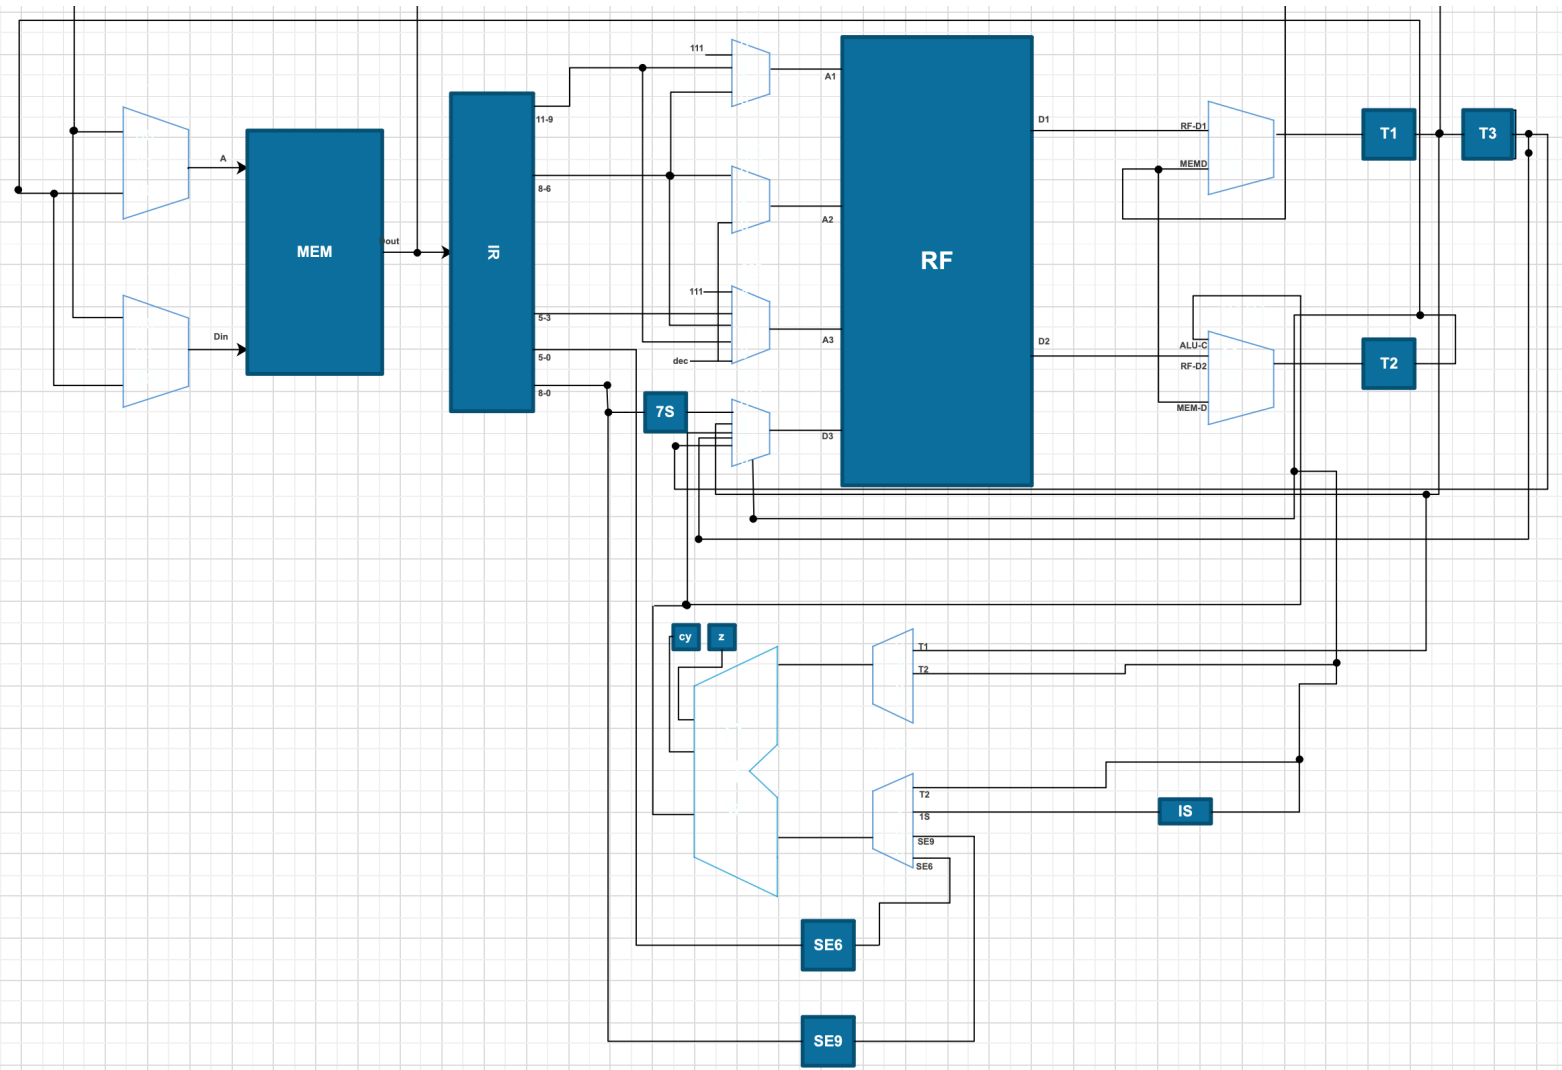 111
A1
11-9
D1
RF-D1
T1
T3
A
MEMD
8-6
A2
out
MEM
IR
RF
111
5-3
Din
A3
D2
ALU-C
RF-D2
T2
5-0
dec
8-0
7S
MEM-D
D3
cy
z
T1
T2
T2
1S
IS
SE9
SE6
SE6
SE9